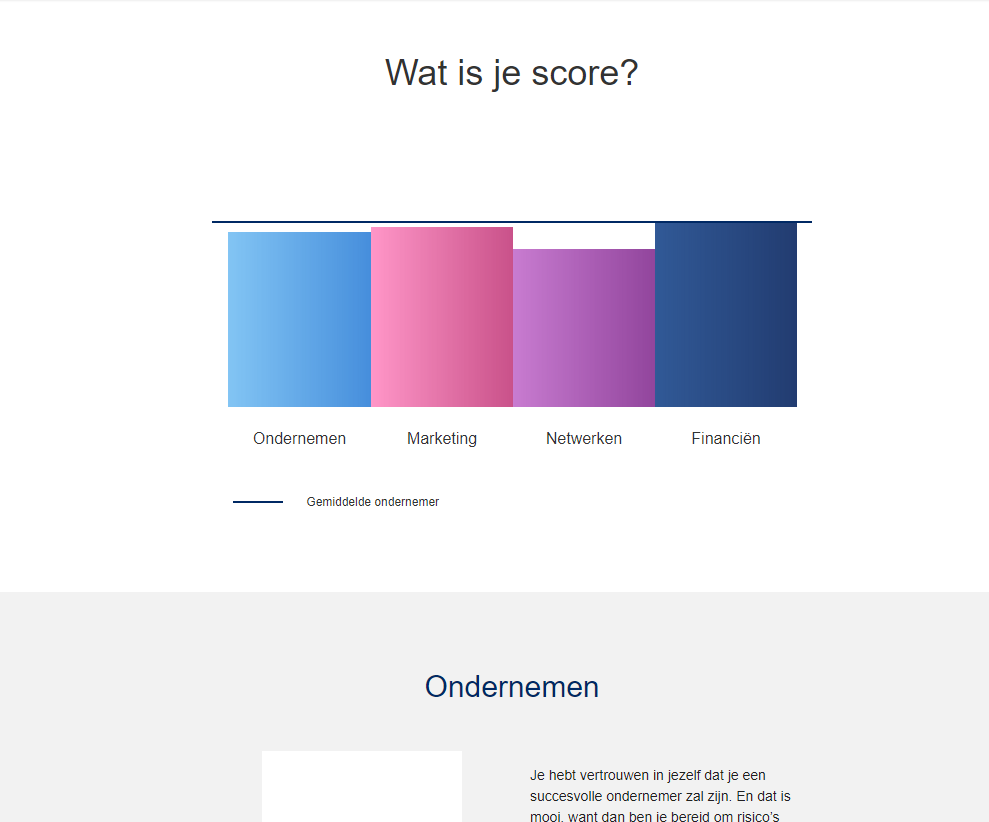 Wat is je score?
Ondernemen
Marketing
Netwerken
Financiën
Gemiddelde ondernemer
Ondernemen
Je hebt vertrouwen in jezelf dat je een
succesvolle ondernemer zal zijn. En dat is
mooi, want dan ben je bereid om risico’s